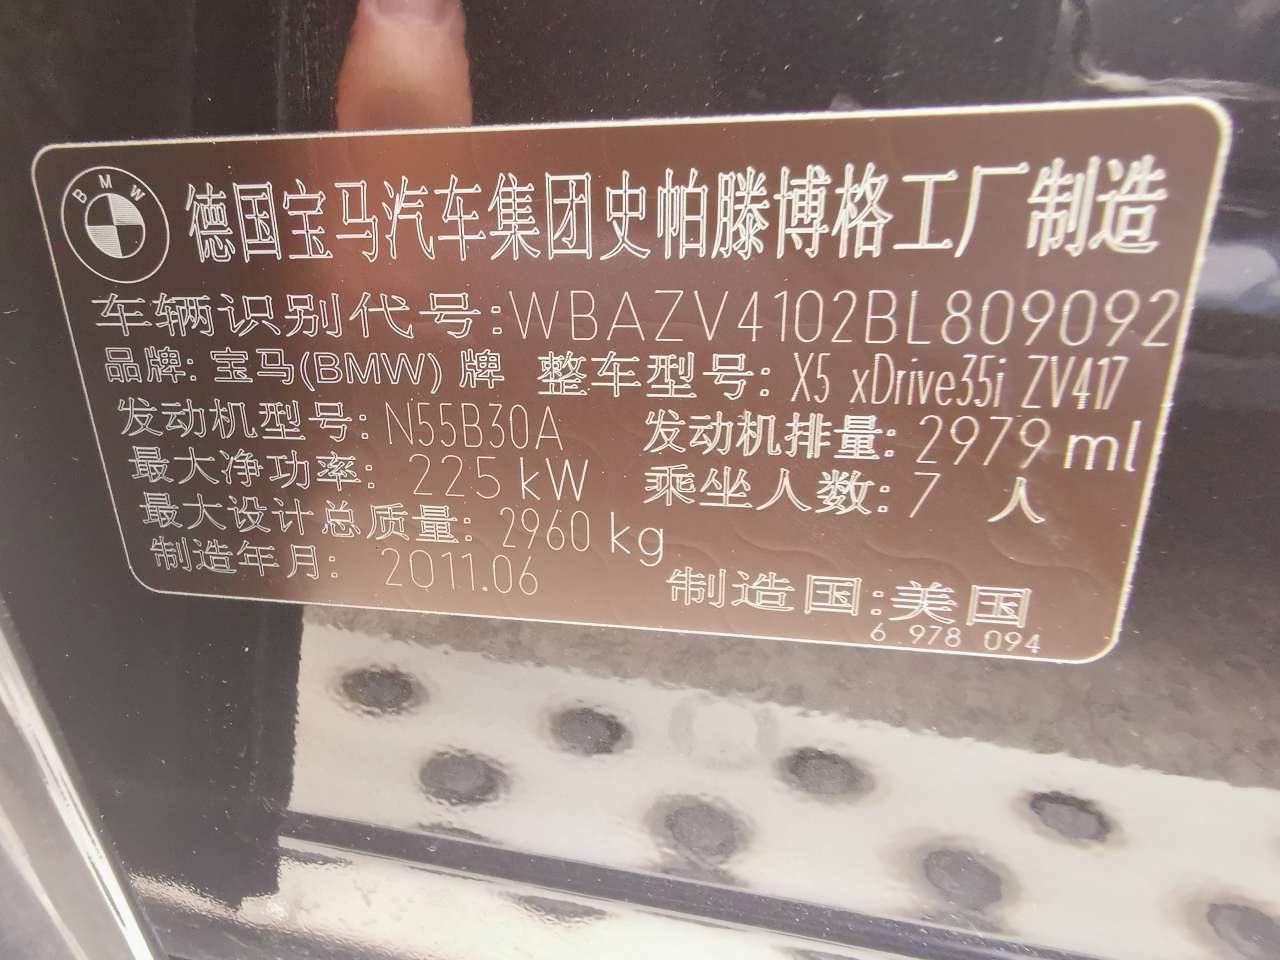 BMW
德国宝马汽车集团史帕滕博格工厂制造
车辆识别代号:WBAZV4102BL809092
品牌: 宝马(BMW) 牌 整车型号: X5 xDrive35i ZV417
发动机型号: N55B30A 发动机排量: 2979 ml
最大净功率: 225 kW 乘坐人数: 7 人
最大设计总质量: 2960 kg
制造年月: 2011.06 制造国: 美国
6 978 094